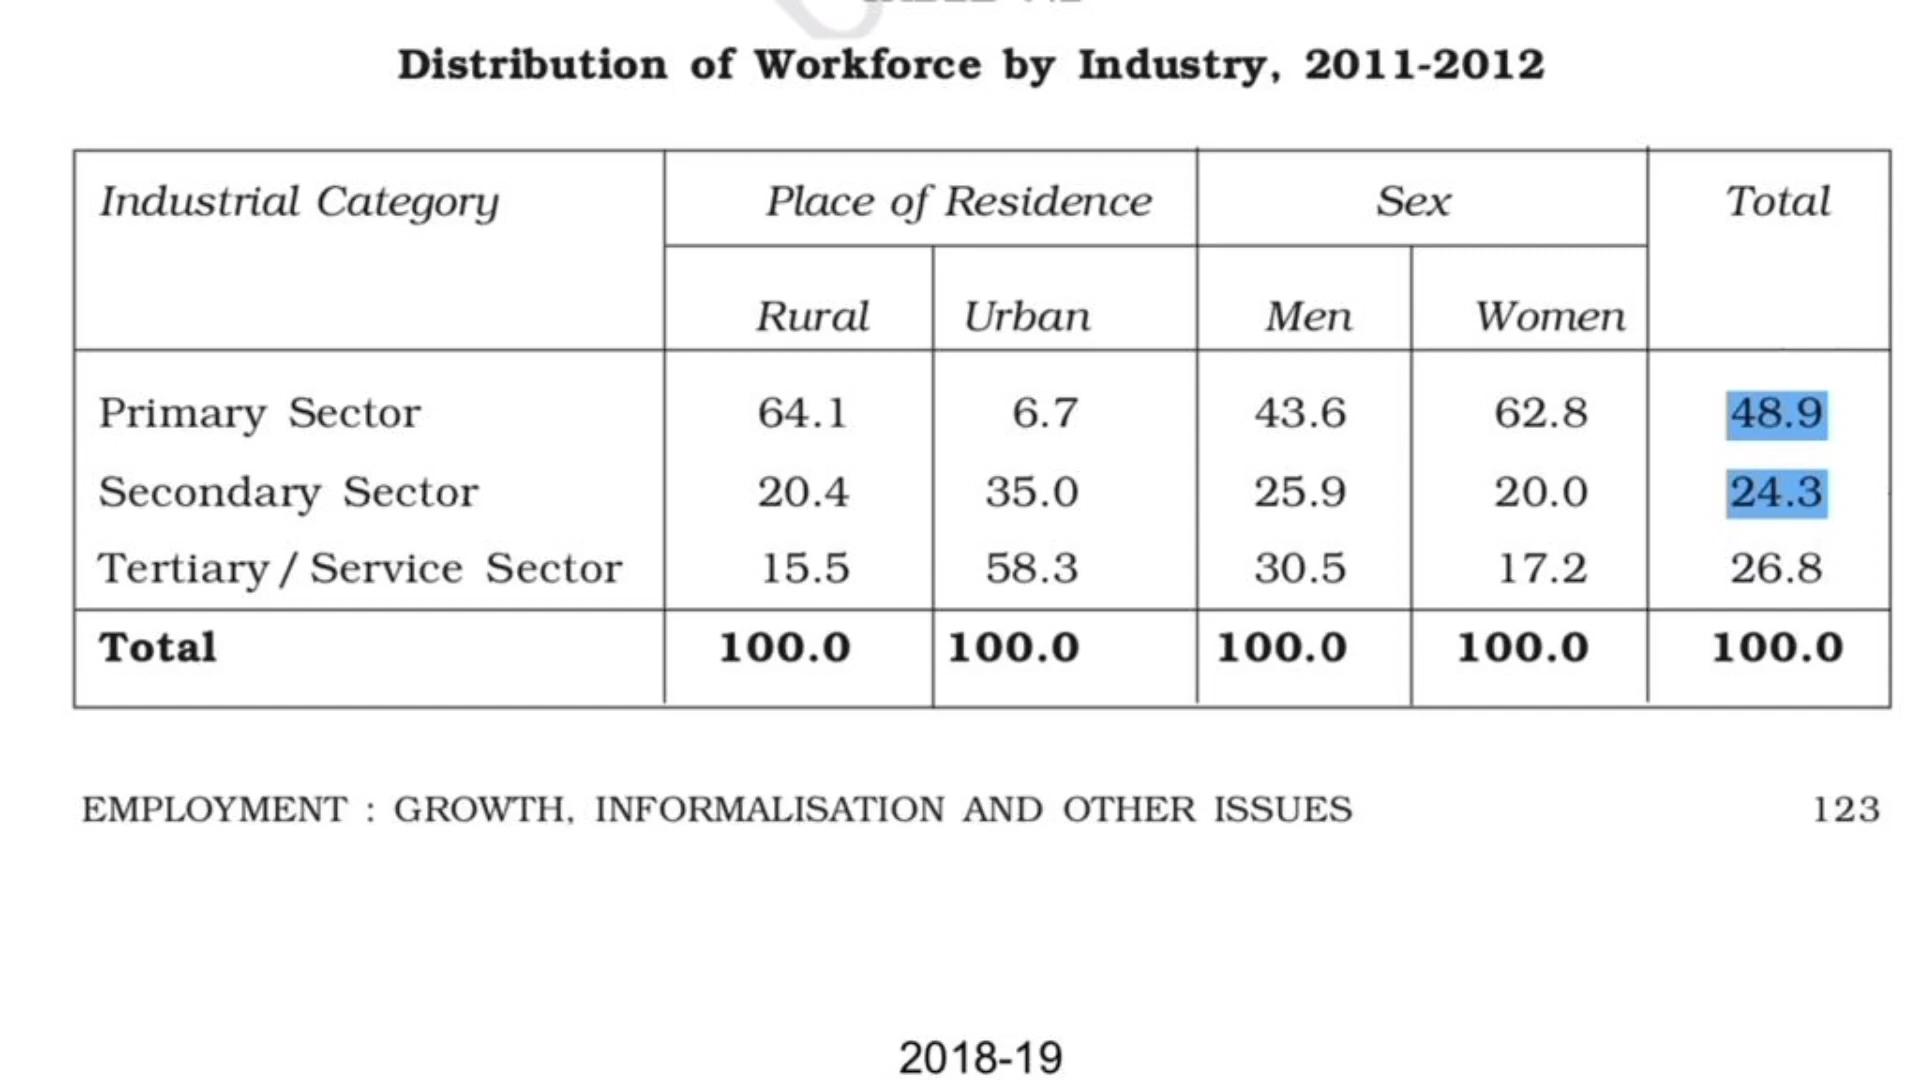 Distribution of Workforce by Industry, 2011-2012
Industrial Category Place of Residence Sex Total
Rural Urban Men Women
Primary Sector 64.1 6.7 43.6 62.8 48.9
Secondary Sector 20.4 35.0 25.9 20.0 24.3
Tertiary / Service Sector 15.5 58.3 30.5 17.2 26.8
Total 100.0 100.0 100.0 100.0 100.0
EMPLOYMENT : GROWTH, INFORMALISATION AND OTHER ISSUES 123
2018-19